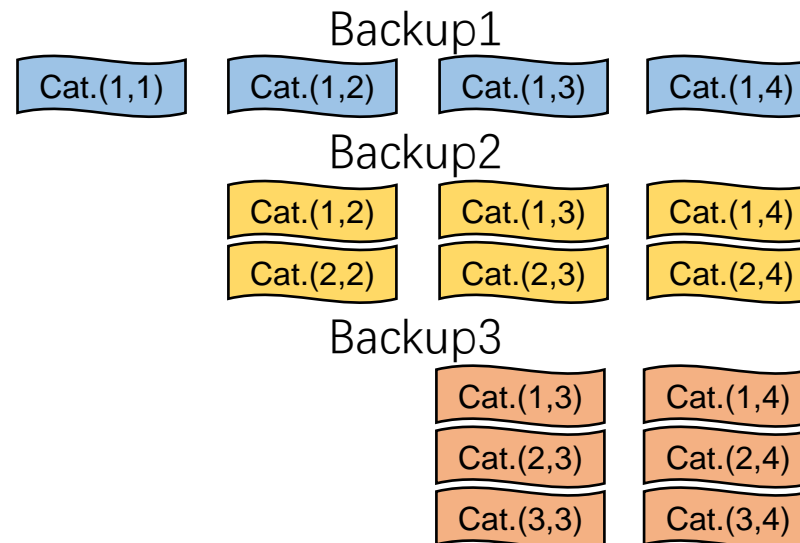 Backup1
Cat.(1,1) Cat.(1,2) Cat.(1,3) Cat.(1,4)
Backup2
Cat.(1,2) Cat.(1,3) Cat.(1,4)
Cat.(2,2) Cat.(2,3) Cat.(2,4)
Backup3
Cat.(1,3) Cat.(1,4)
Cat.(2,3) Cat.(2,4)
Cat.(3,3) Cat.(3,4)